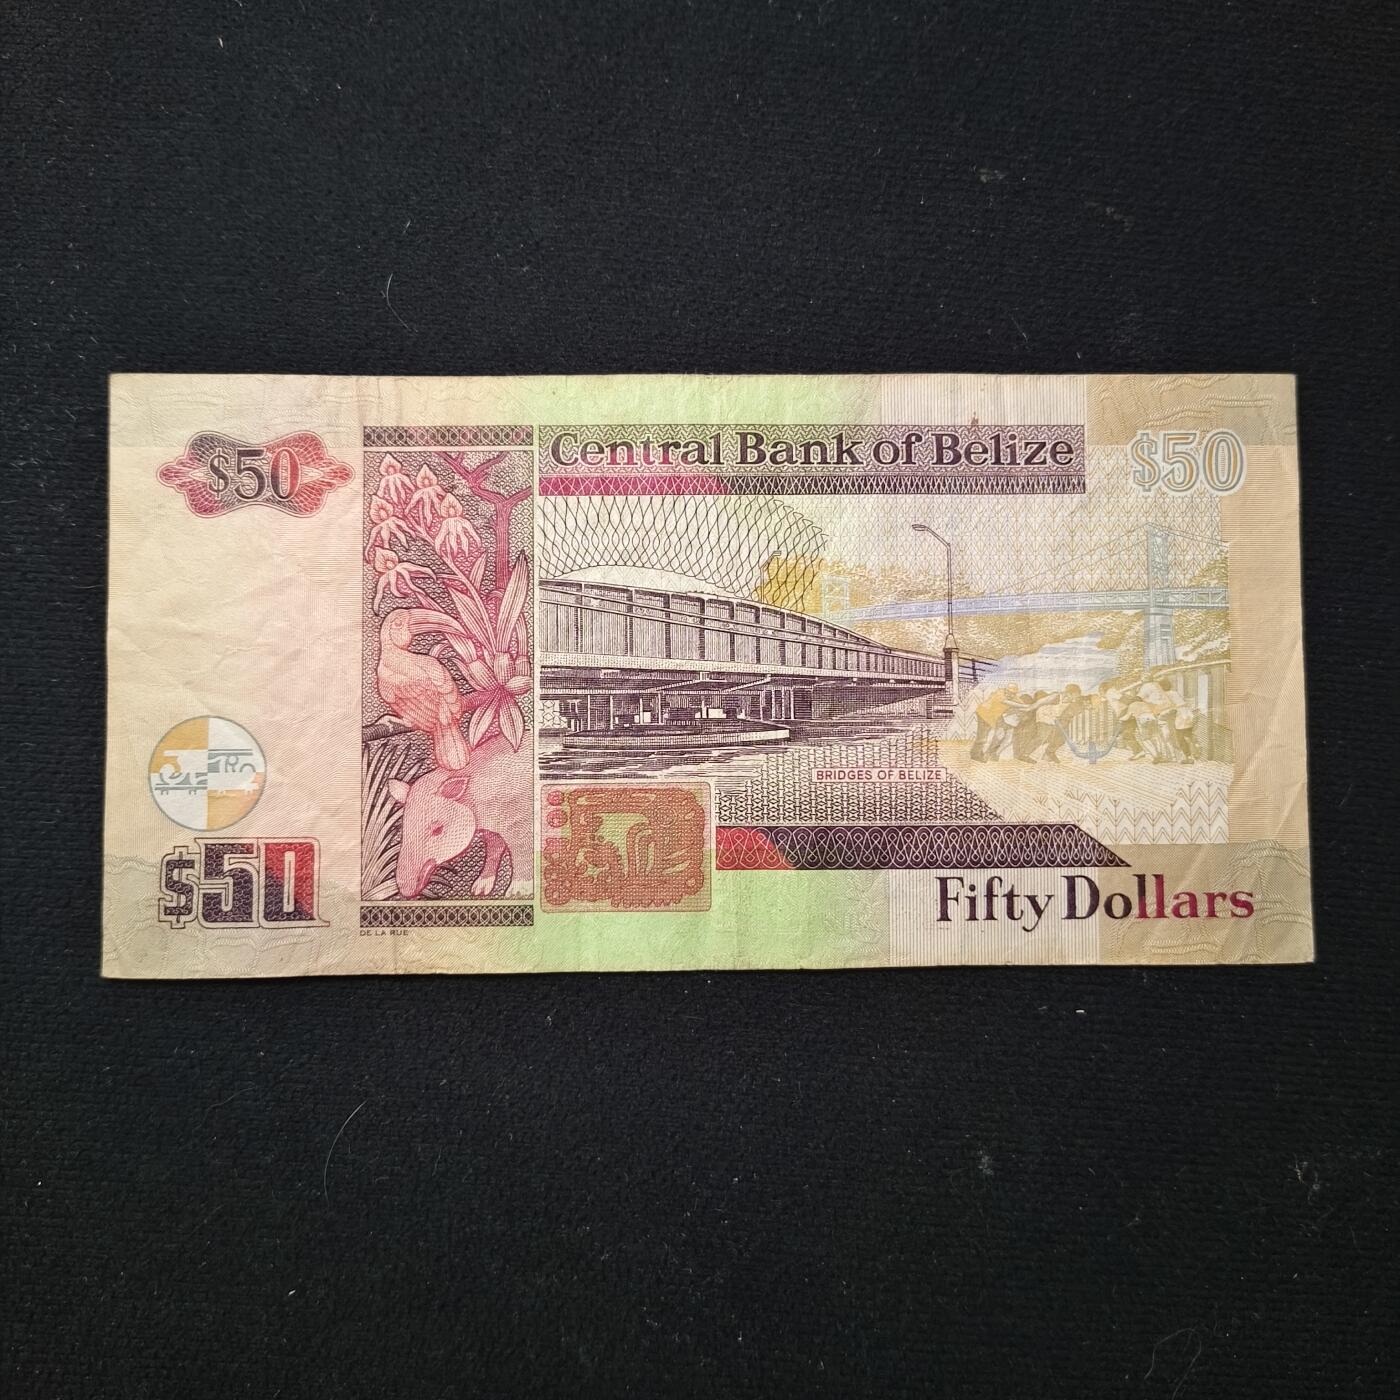 $50
Central Bank of Belize
$50
BRIDGES OF BELIZE
$50
Fifty Dollars
DE LA RUE